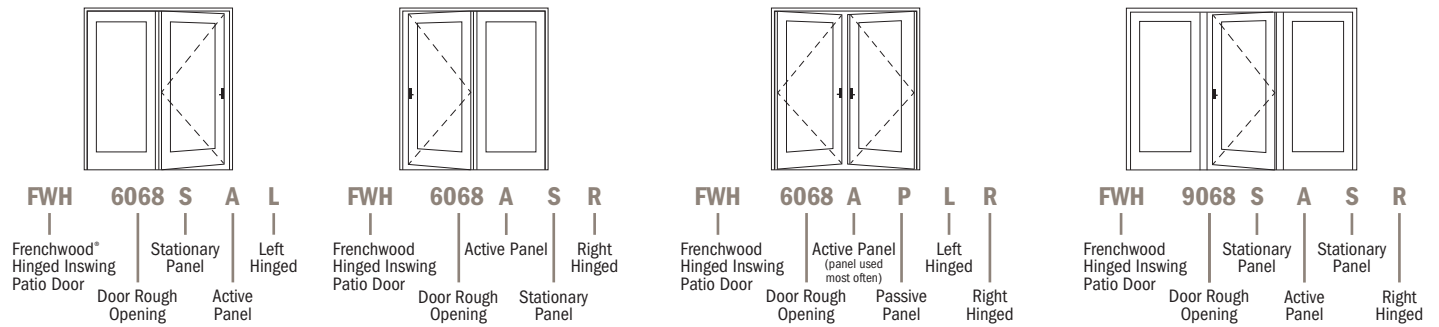 FWH 6068 S A L
Frenchwood®
Hinged Inswing
Patio Door
Door Rough
Opening
Stationary
Panel
Active
Panel
Left
Hinged
FWH 6068 A S R
Frenchwood
Hinged Inswing
Patio Door
Door Rough
Opening
Active Panel
Stationary
Panel
Right
Hinged
FWH 6068 A P L R
Frenchwood
Hinged Inswing
Patio Door
Door Rough
Opening
Active Panel
(panel used
most often)
Passive
Panel
Left
Hinged
Right
Hinged
FWH 9068 S A S R
Frenchwood
Hinged Inswing
Patio Door
Door Rough
Opening
Stationary
Panel
Active
Panel
Stationary
Panel
Right
Hinged